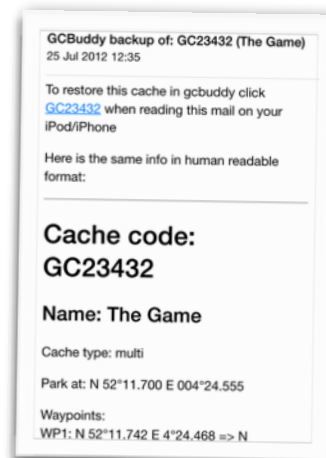 GCBuddy backup of: GC23432 (The Game)
25 Jul 2012 12:35
To restore this cache in gcbuddy click
GC23432 when reading this mail on your
iPod/iPhone
Here is the same info in human readable
format:
Cache code:
GC23432
Name: The Game
Cache type: multi
Park at: N 52°11.700 E 004°24.555
Waypoints:
WP1: N 52°11.742 E 4°24.468 => N